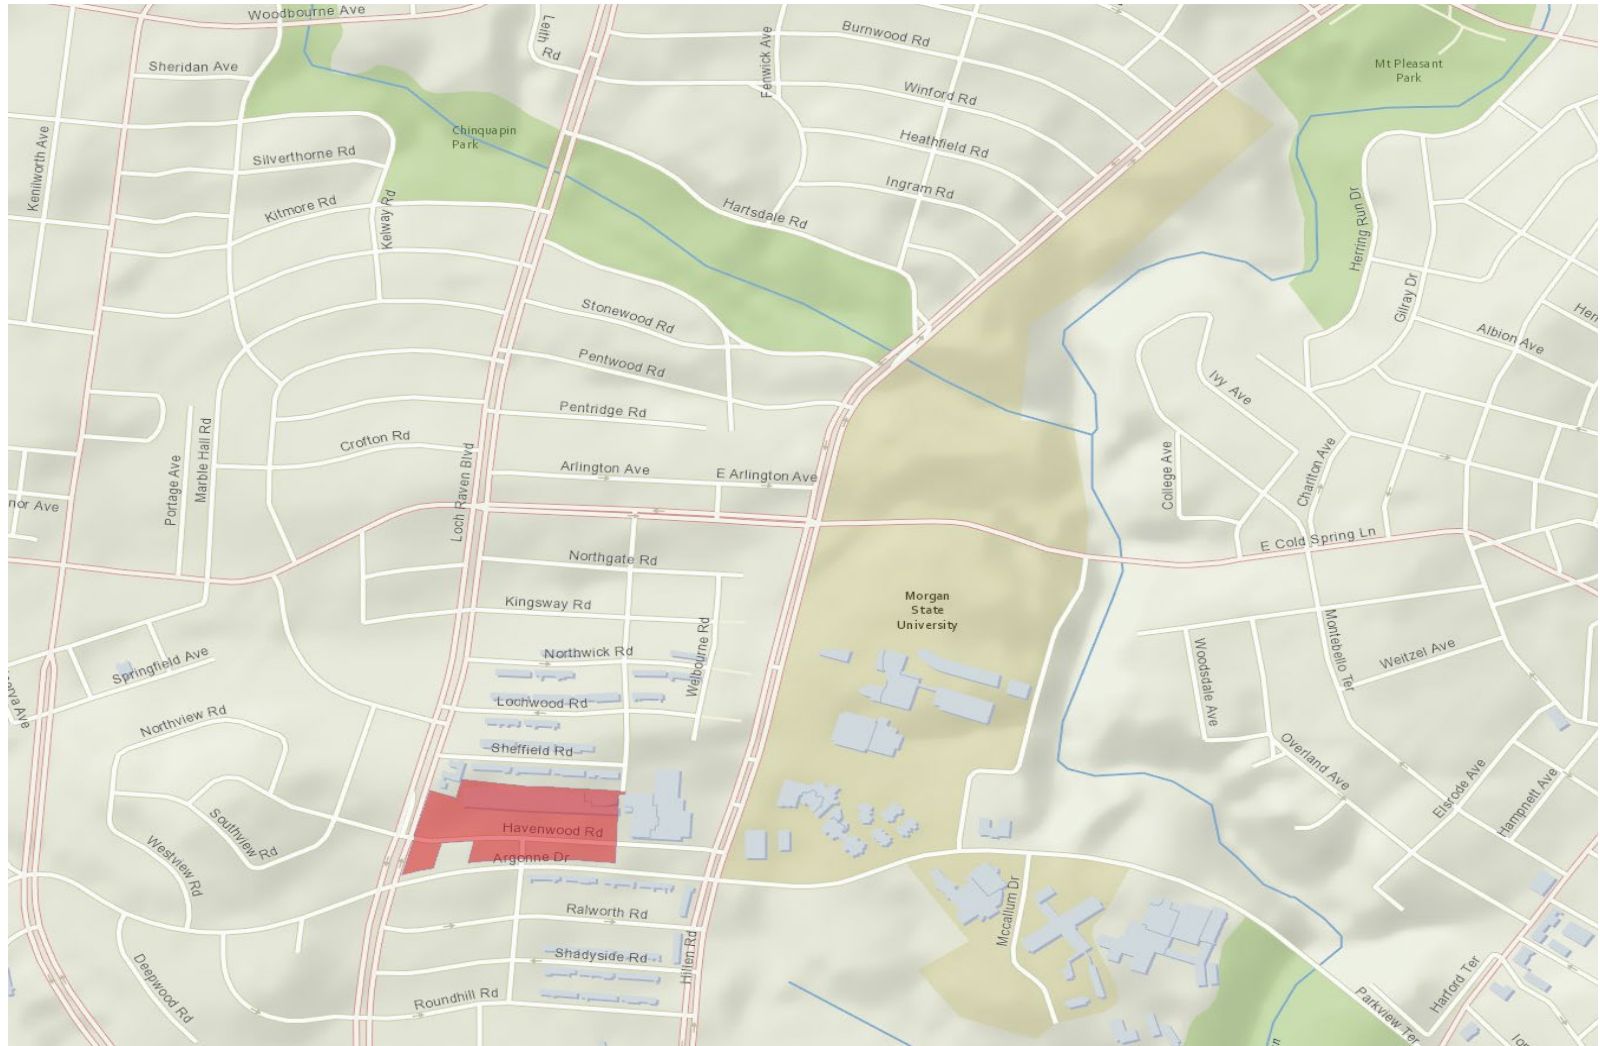 Woodbourne Ave
Leith
Rd
Fenwick Ave
Burnwood Rd
Mt Pleasant
Park
Sheridan Ave
Winford Rd
Kenilworth Ave
Chinquapin
Park
Heathfield Rd
Silverthorne Rd
Ingram Rd
Kitmore Rd
Kelway Rd
Hartsdale Rd
Herring Run Dr
Gilray Dr
Stonewood Rd
Albion Ave
Pentwood Rd
Ivy Ave
Pentridge Rd
Crofton Rd
Marble Hall Rd
Portage Ave
Loch Raven Blvd
Arlington Ave
E Arlington Ave
College Ave
Charlton Ave
nor Ave
E Cold Spring Ln
Northgate Rd
Morgan
State
University
Kingsway Rd
Welbourne Rd
Northwick Rd
Springfield Ave
Woodsdale Ave
Montebello Ter
Weitzel Ave
Lochwood Rd
Northview Rd
Sheffield Rd
Overland Ave
Elsrode Ave
Hampnett Ave
Southview Rd
Westview Rd
Havenwood Rd
Argonne Dr
Ralworth Rd
Mccallum Dr
Hillen Rd
Shadyside Rd
Deepwood Rd
Roundhill Rd
Harford Ter
Parkview Ter